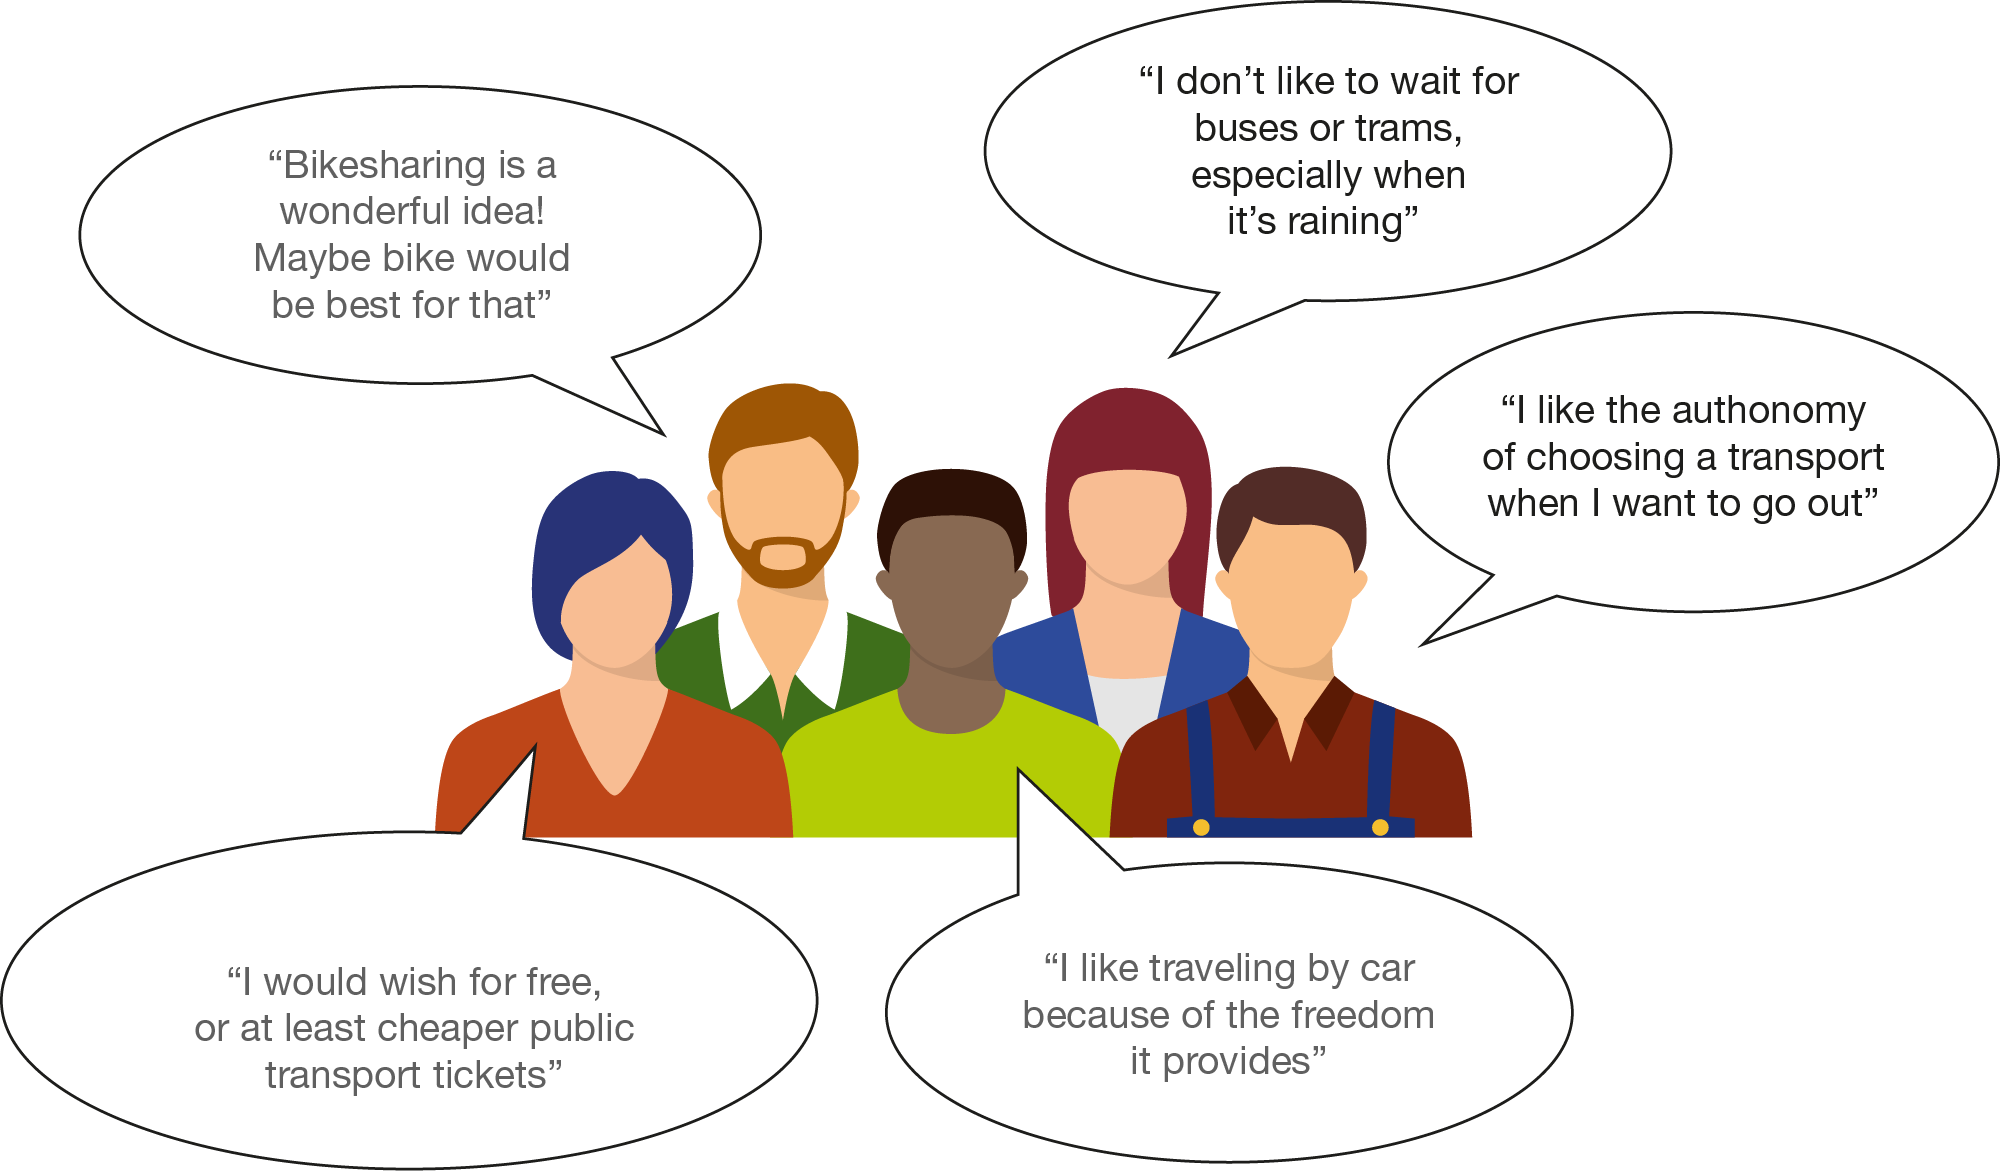 “Bikesharing is a
wonderful idea!
Maybe bike would
be best for that”
“I don’t like to wait for
buses or trams,
especially when
it’s raining”
“I like the authonomy
of choosing a transport
when I want to go out”
“I would wish for free,
or at least cheaper public
transport tickets”
“I like traveling by car
because of the freedom
it provides”